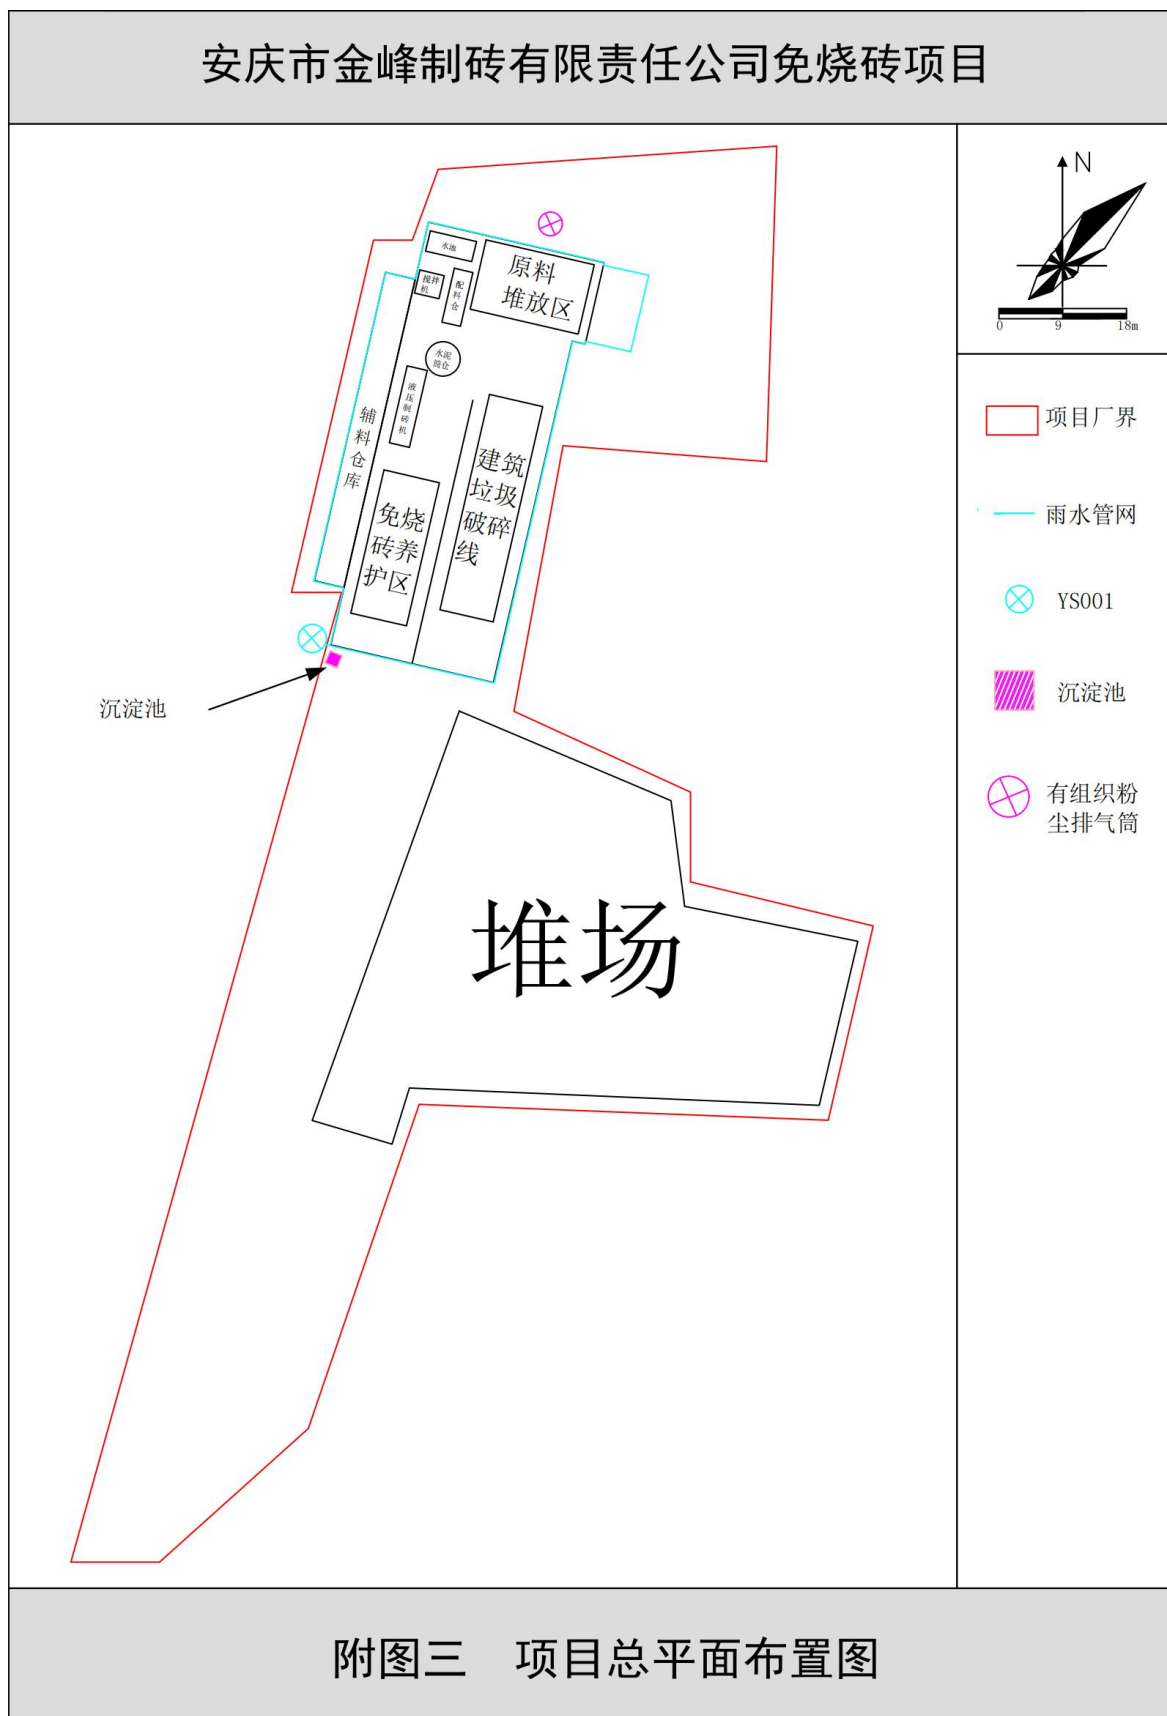 安庆市金峰制砖有限责任公司免烧砖项目
N
0 9 18m
水池
搅拌
机
配
料
仓
原料
堆放区
水泥
筒仓
液
压
制
砖
机
辅
料
仓
库
建筑
垃圾
破碎
线
免烧
砖养
护区
沉淀池
堆场
项目厂界
雨水管网
YS001
沉淀池
有组织粉
尘排气筒
附图三 项目总平面布置图